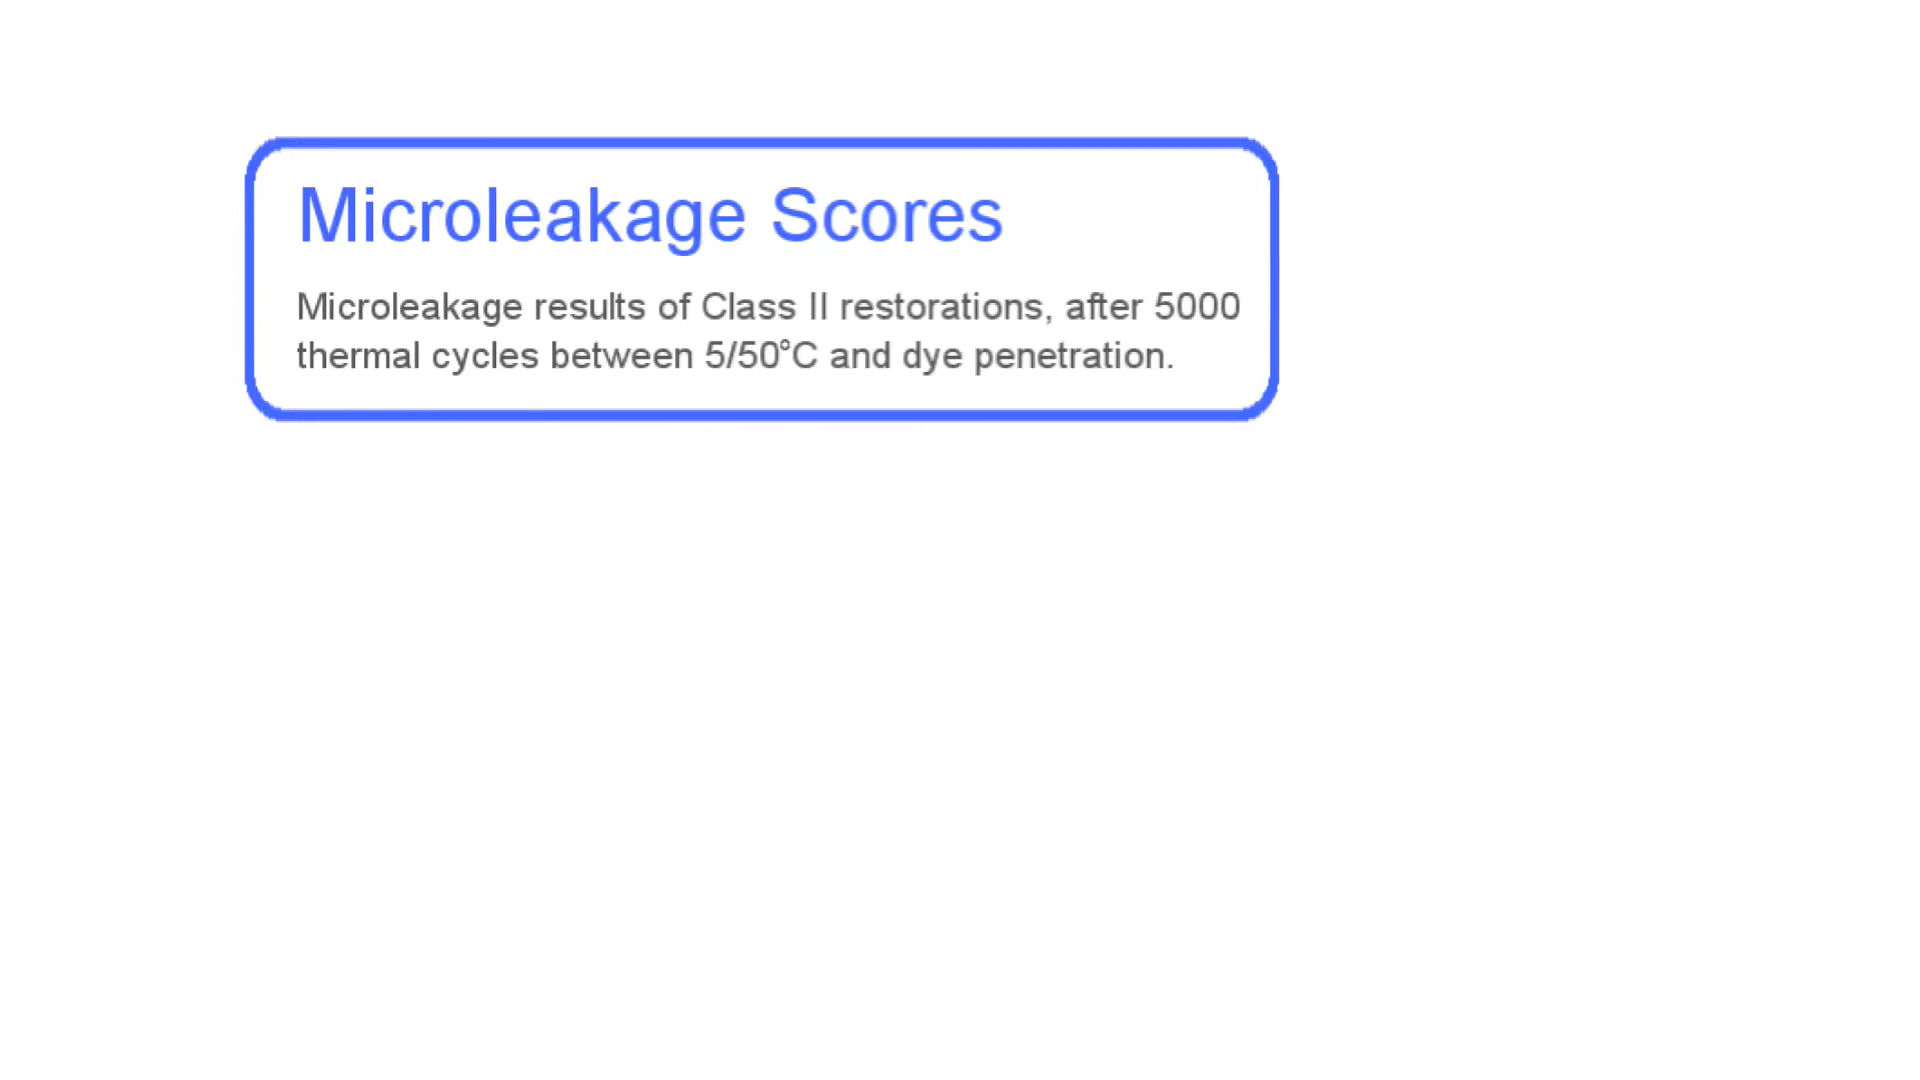 Microleakage Scores
Microleakage results of Class II restorations, after 5000
thermal cycles between 5/50°C and dye penetration.